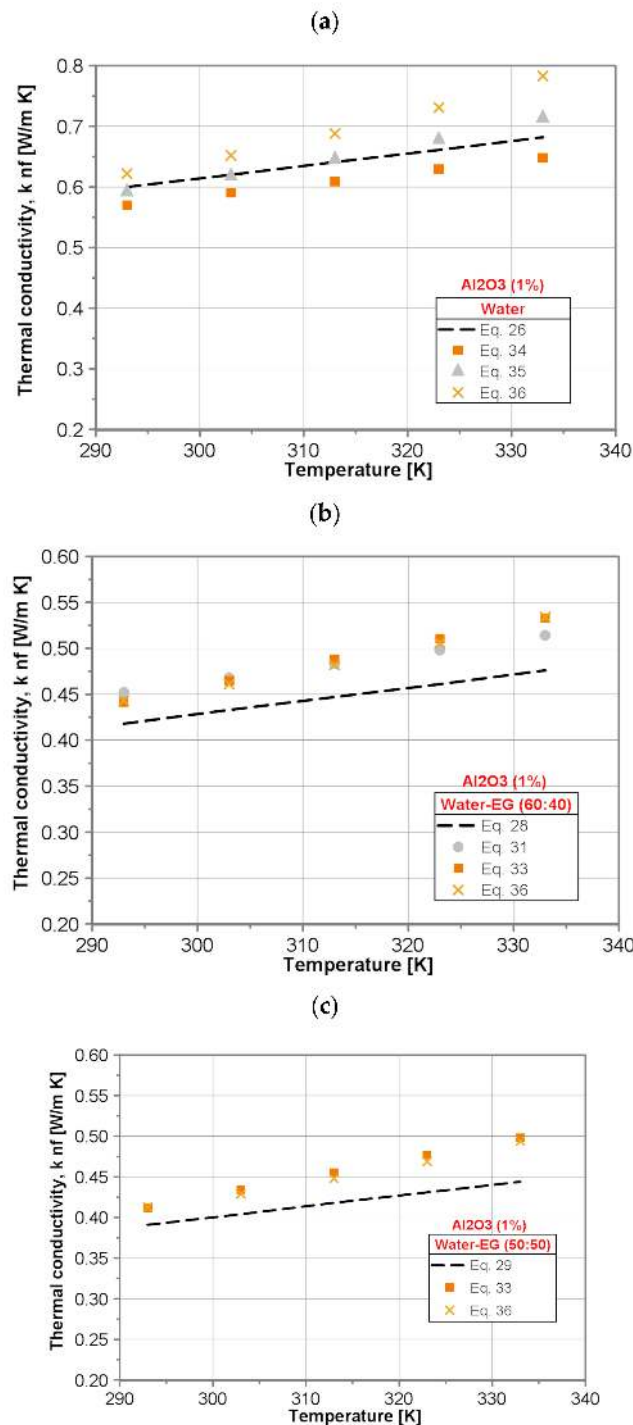 (a)
Thermal conductivity, k nf [W/m K]
0.8
0.7
0.6
0.5
0.4
0.3
0.2
Al2O3 (1%)
Water
Eq. 26
Eq. 34
Eq. 35
Eq. 36
290 300 310 320 330 340
Temperature [K]
(b)
Thermal conductivity, k nf [W/m K]
0.60
0.55
0.50
0.45
0.40
0.35
0.30
0.25
0.20
Al2O3 (1%)
Water-EG (60:40)
Eq. 28
Eq. 31
Eq. 33
Eq. 36
290 300 310 320 330 340
Temperature [K]
(c)
Thermal conductivity, k nf [W/m K]
0.60
0.55
0.50
0.45
0.40
0.35
0.30
0.25
0.20
Al2O3 (1%)
Water-EG (50:50)
Eq. 29
Eq. 33
Eq. 36
290 300 310 320 330 340
Temperature [K]